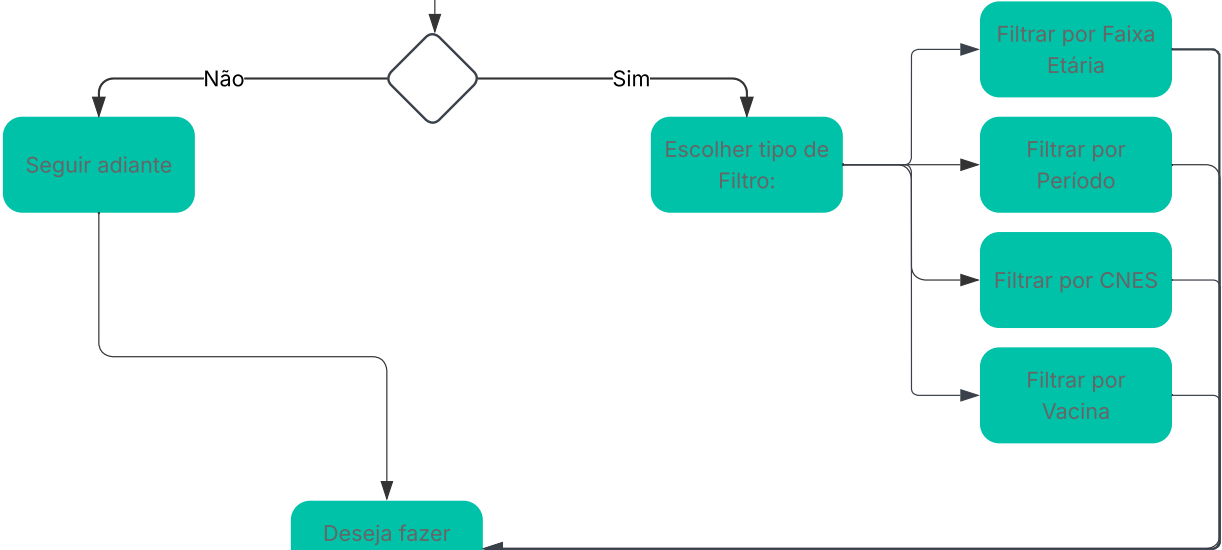 Não
Sim
Seguir adiante
Escolher tipo de
Filtro:
Filtrar por Faixa
Etária
Filtrar por
Período
Filtrar por CNES
Filtrar por
Vacina
Deseja fazer